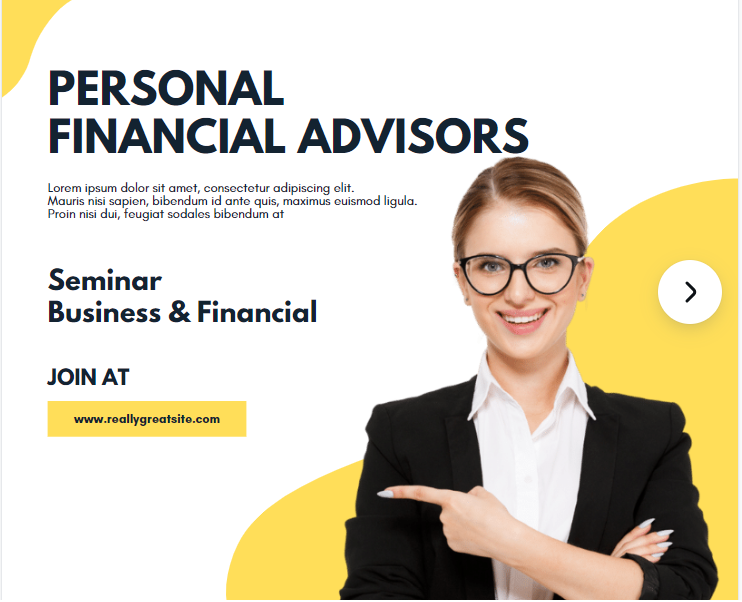 PERSONAL
FINANCIAL ADVISORS
Lorem ipsum dolor sit amet, consectetur adipiscing elit.
Mauris nisi sapien, bibendum id ante quis, maximus euismod ligula.
Proin nisi dui, feugiat sodales bibendum at
Seminar
Business & Financial
JOIN AT
www.reallygreatsite.com